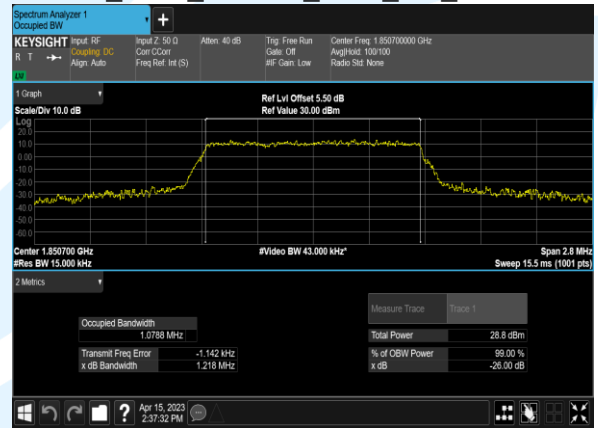 Spectrum Analyzer 1
Occupied BW
KEYSIGHT Input: RF Input Z: 50 Ω Atten: 40 dB Trig: Free Run Center Freq: 1.850700000 GHz
R T Coupling: DC Corr CCorr Gate: Off Avg|Hold: 100/100
Align: Auto Freq Ref: Int (S) #IF Gain: Low Radio Std: None
1 Graph
Scale/Div 10.0 dB
Ref Lvl Offset 5.50 dB
Ref Value 30.00 dBm
Log
20.0
10.0
0.00
-10.0
-20.0
-30.0
-40.0
-50.0
-60.0
Center 1.850700 GHz #Video BW 43.000 kHz* Span 2.8 MHz
#Res BW 15.000 kHz Sweep 15.5 ms (1001 pts)
2 Metrics
Measure Trace Trace 1
Occupied Bandwidth
1.0788 MHz
Total Power 28.8 dBm
Transmit Freq Error -1.142 kHz % of OBW Power 99.00 %
x dB Bandwidth 1.218 MHz x dB -26.00 dB
? Apr 15, 2023
2:37:32 PM